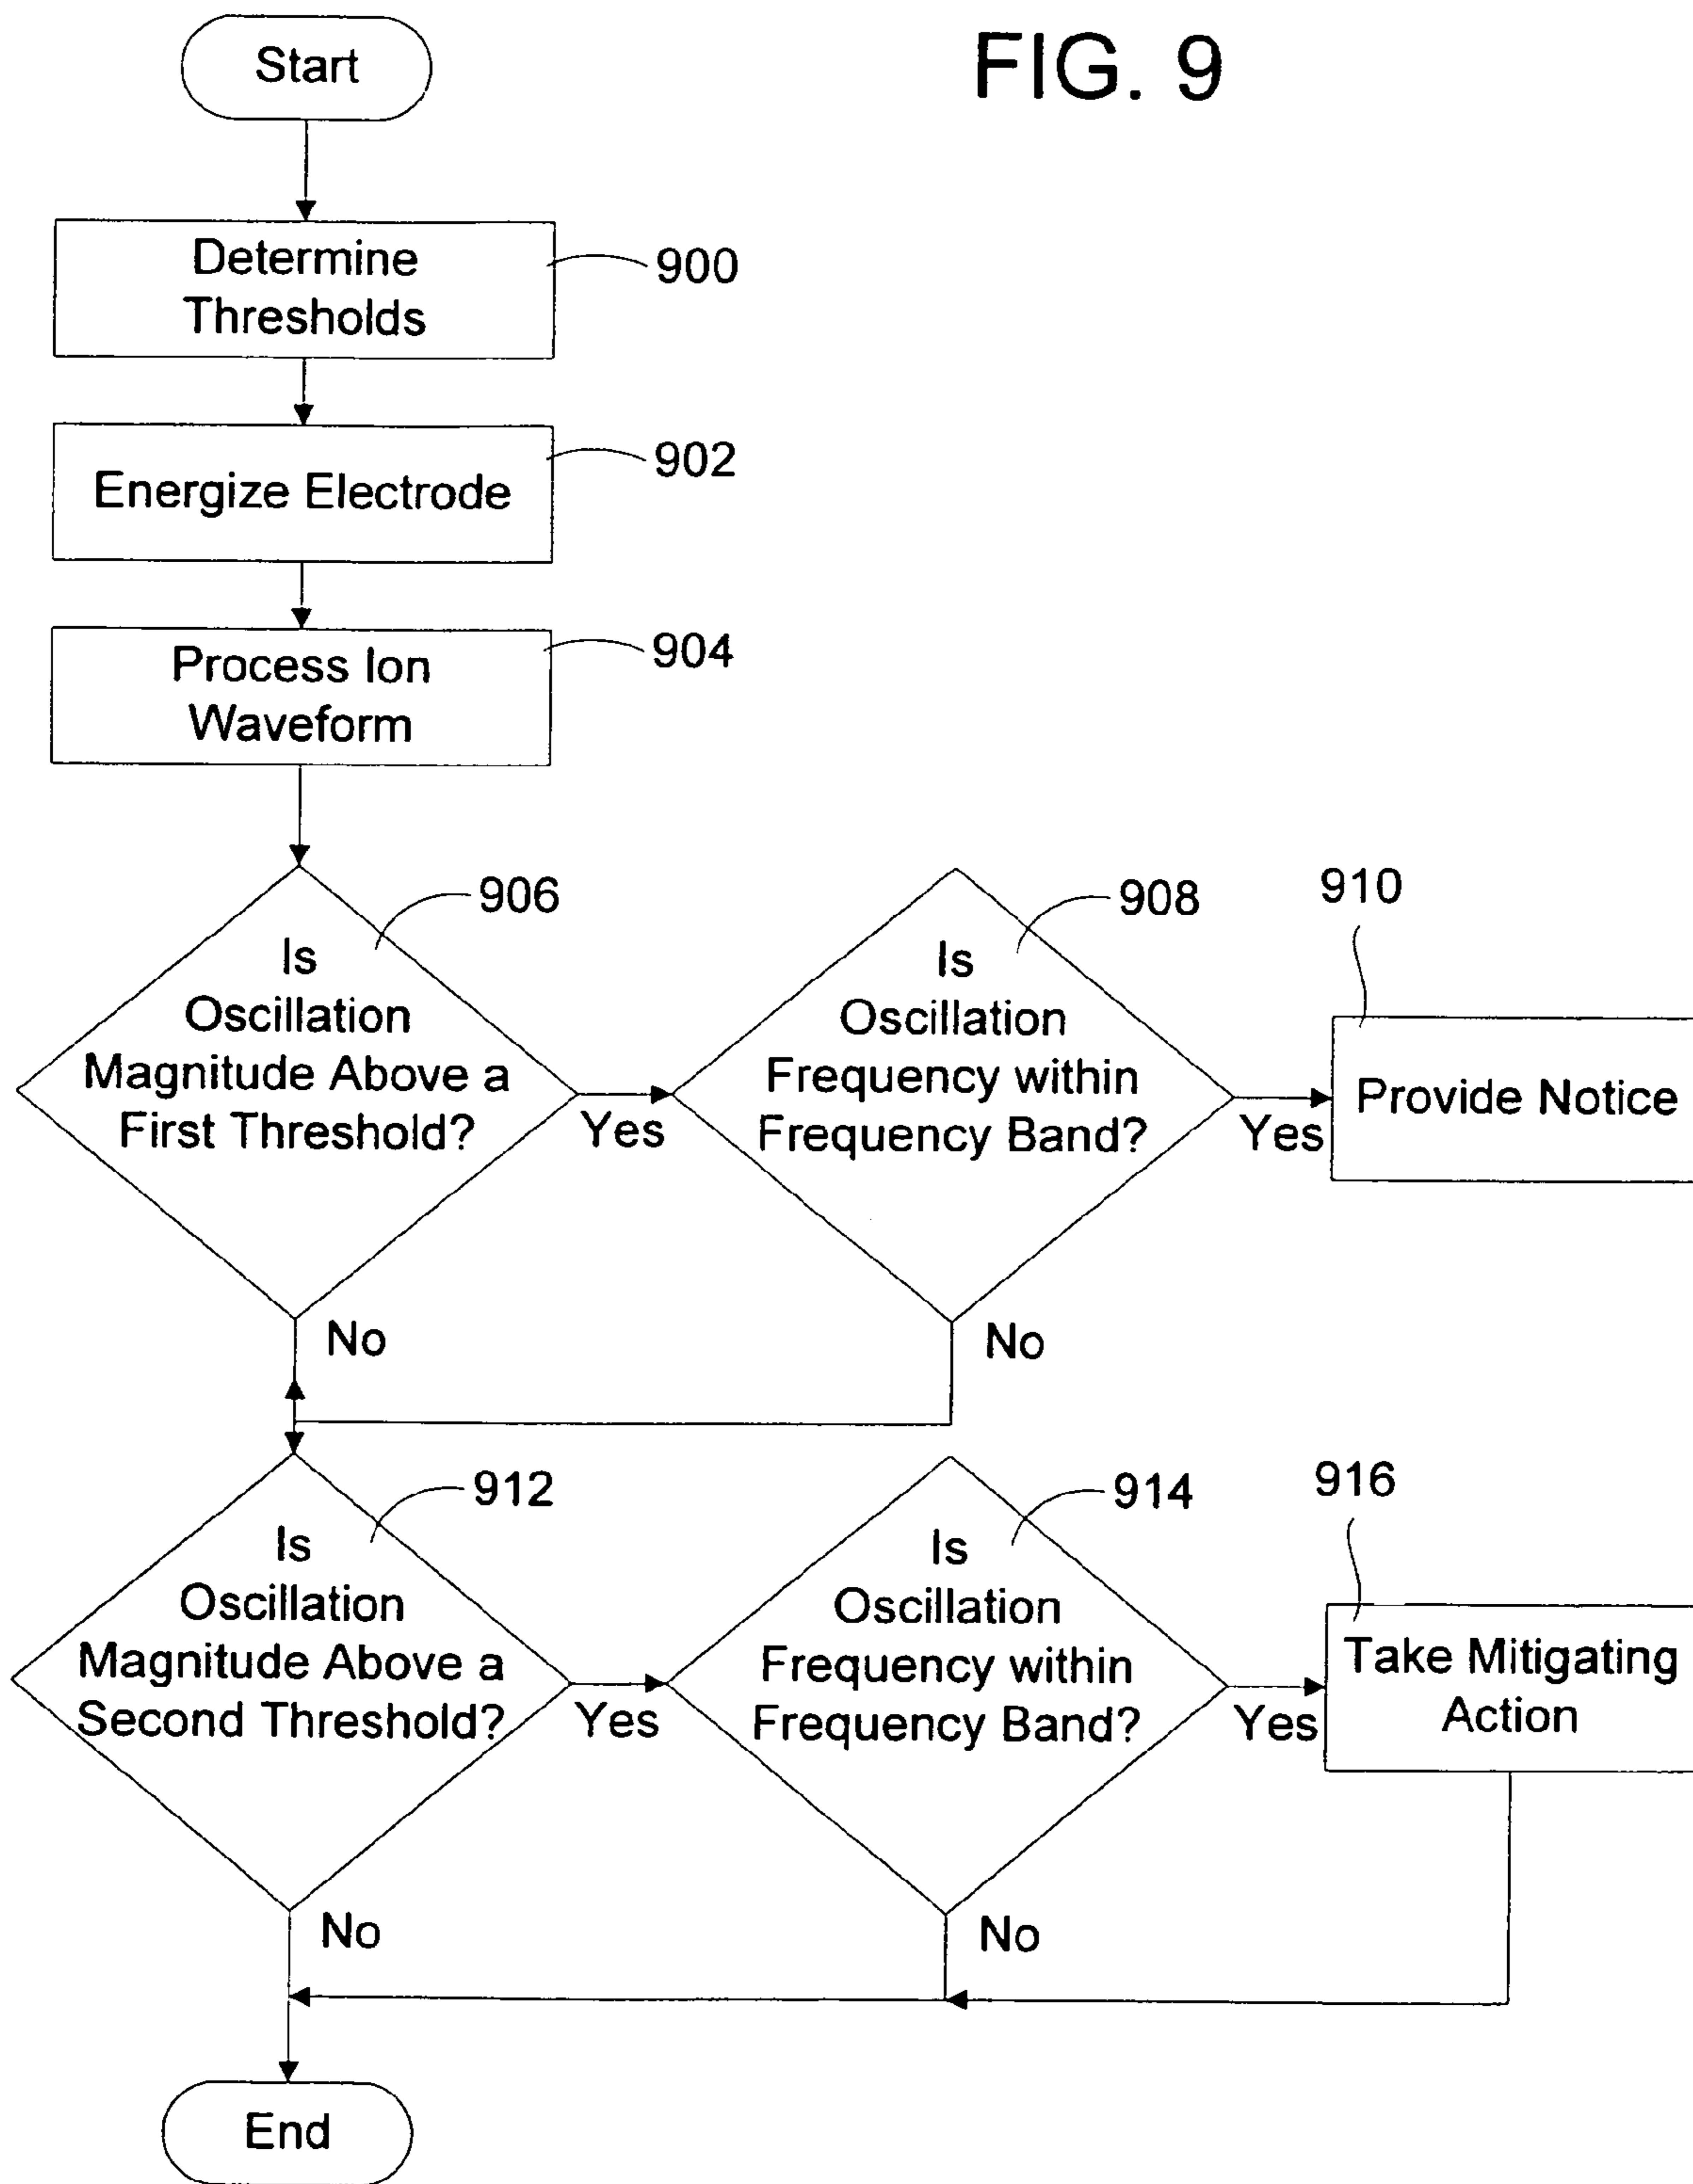 FIG. 9
Start
Determine
Thresholds
900
Energize Electrode
902
Process Ion
Waveform
904
Is
Oscillation
Magnitude Above a
First Threshold?
906
Yes
No
Is
Oscillation
Frequency within
Frequency Band?
908
Yes
No
910
Provide Notice
Is
Oscillation
Magnitude Above a
Second Threshold?
912
Yes
No
Is
Oscillation
Frequency within
Frequency Band?
914
Yes
No
916
Take Mitigating
Action
End